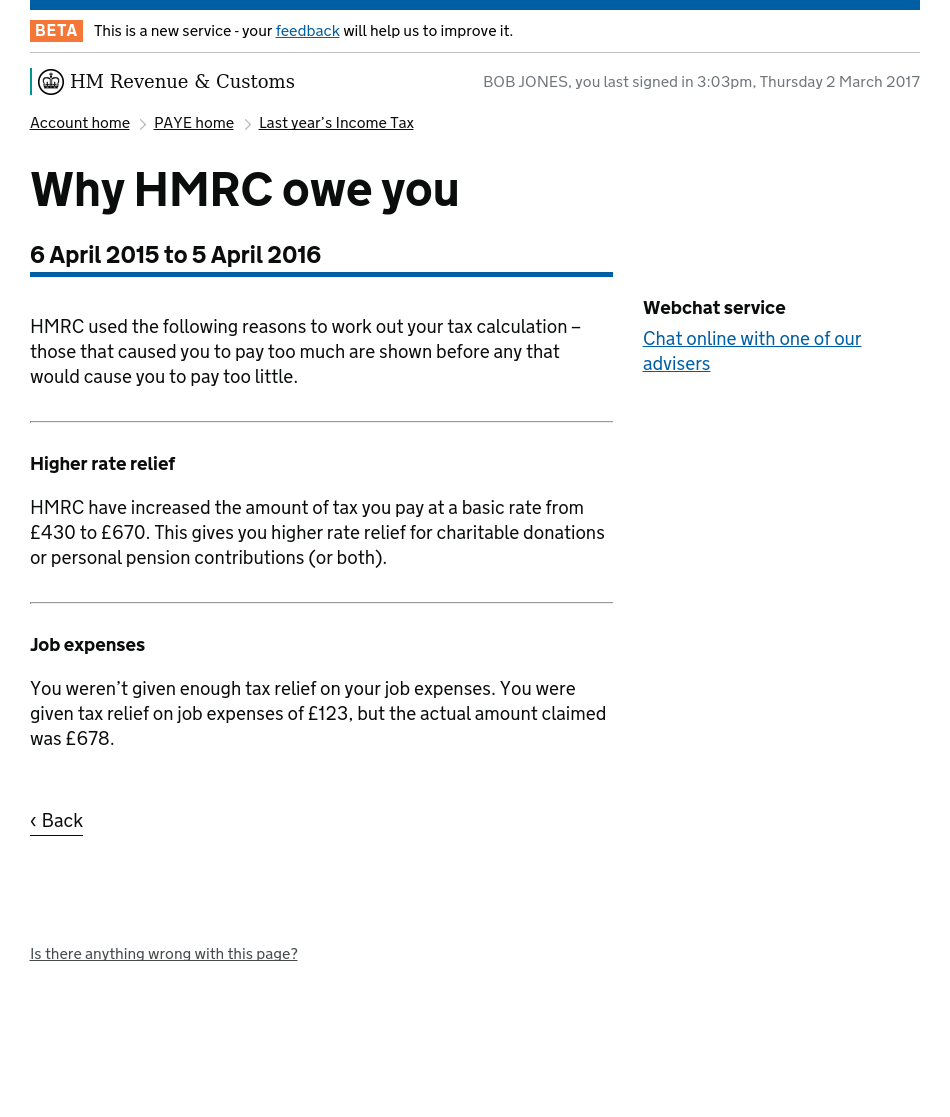 BETA This is a new service - your feedback will help us to improve it.
HM Revenue & Customs BOB JONES, you last signed in 3:03pm, Thursday 2 March 2017
Account home PAYE home Last year’s Income Tax
Why HMRC owe you
6 April 2015 to 5 April 2016
HMRC used the following reasons to work out your tax calculation –
those that caused you to pay too much are shown before any that
would cause you to pay too little.
Webchat service
Chat online with one of our
advisers
Higher rate relief
HMRC have increased the amount of tax you pay at a basic rate from
£430 to £670. This gives you higher rate relief for charitable donations
or personal pension contributions (or both).
Job expenses
You weren’t given enough tax relief on your job expenses. You were
given tax relief on job expenses of £123, but the actual amount claimed
was £678.
‹ Back
Is there anything wrong with this page?